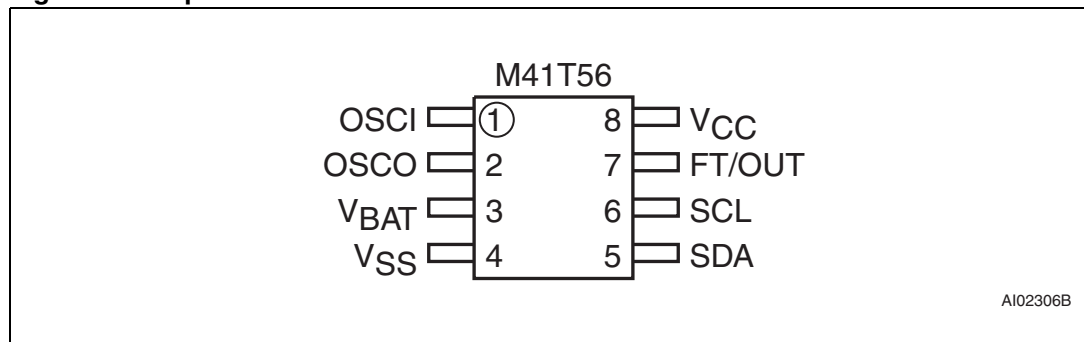 M41T56
OSCI 1 8 VCC
OSCO 2 7 FT/OUT
VBAT 3 6 SCL
VSS 4 5 SDA
AI02306B